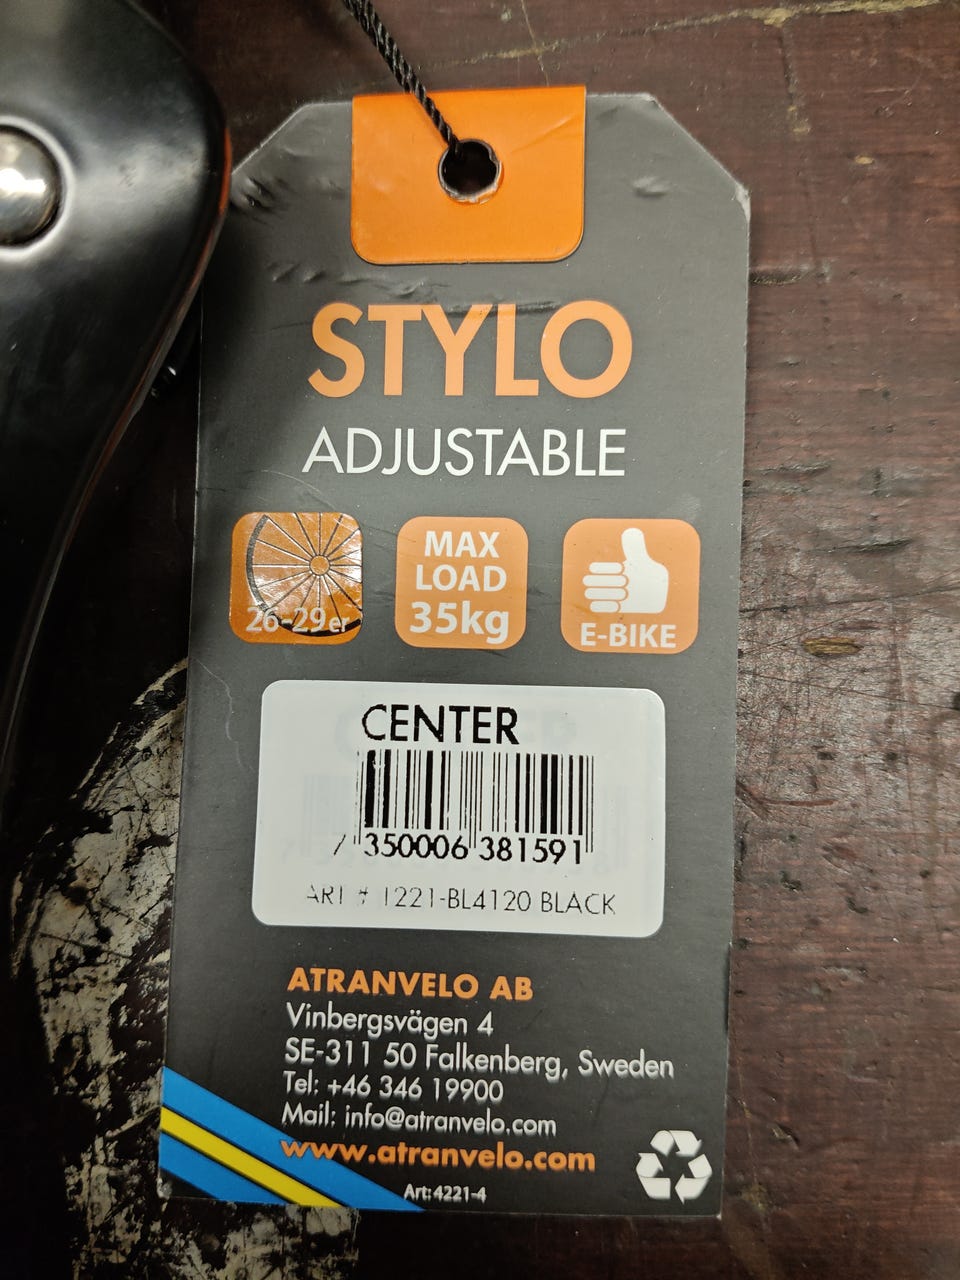 STYLO
ADJUSTABLE
26-29er
MAX
LOAD
35kg
E-BIKE
CENTER
7 350006 381591
ART # 1221-BL4120 BLACK
ATRANVELO AB
Vinbergsvägen 4
SE-311 50 Falkenberg, Sweden
Tel: +46 346 19900
Mail: info@atranvelo.com
www.atranvelo.com
Art: 4221-4